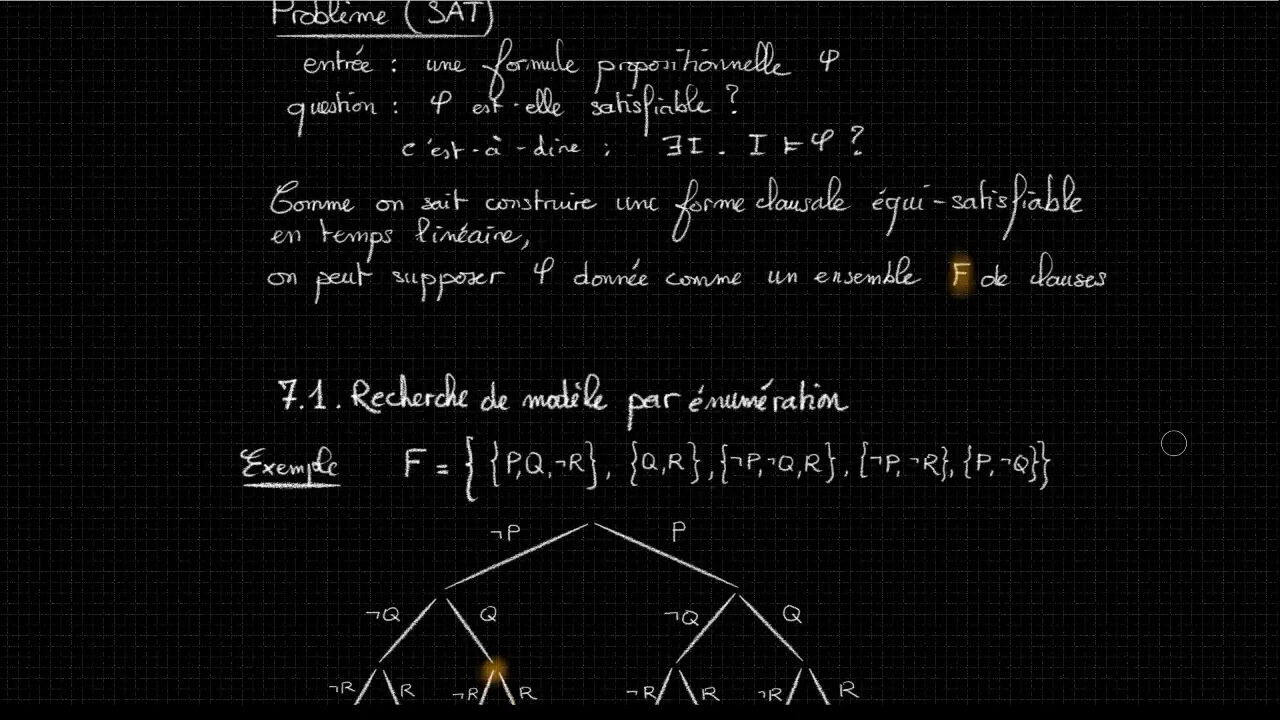 Problème (SAT)
entrée : une formule propositionnelle φ
question : φ est-elle satisfiable ?
c'est-à-dire : ∃I. I ⊨ φ ?
Comme on sait construire une forme clausale équi-satisfiable
en temps linéaire,
on peut supposer φ donnée comme un ensemble F de clauses
7.1. Recherche de modèle par énumération
Exemple F = { {P,Q,¬R}, {Q,R}, {¬P,¬Q,R}, {¬P,¬R}, {P,¬Q}}
¬P P
¬Q Q ¬Q Q
¬R R ¬R R ¬R R ¬R R